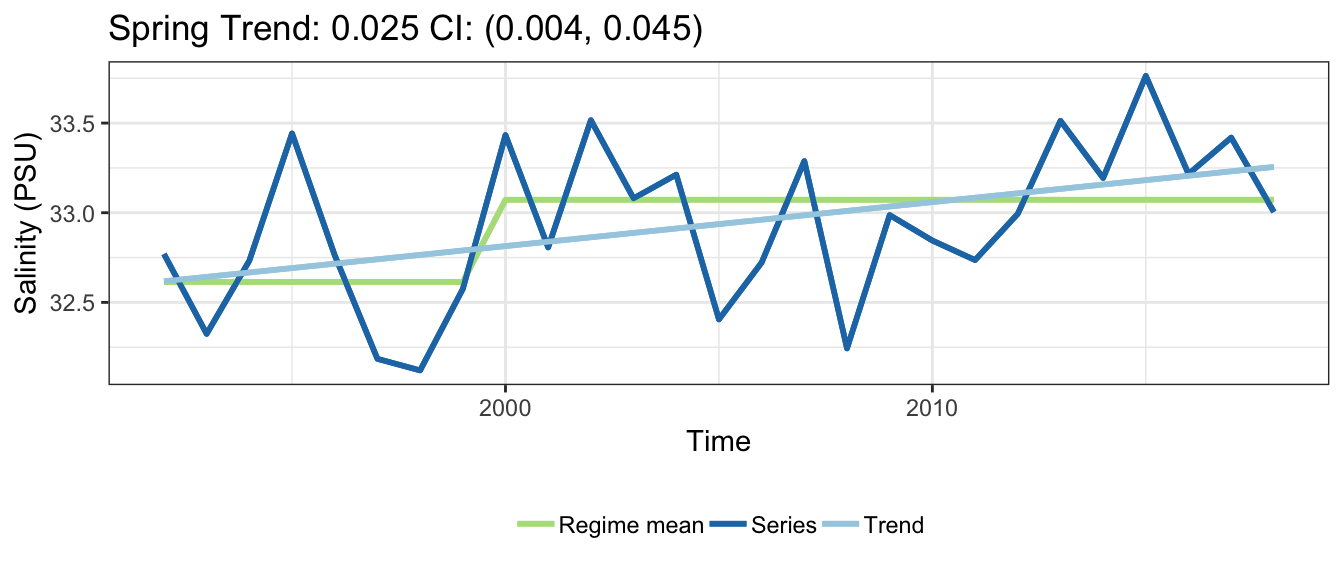 Spring Trend: 0.025 CI: (0.004, 0.045)
Salinity (PSU)
33.5
33.0
32.5
2000 2010
Time
Regime mean Series Trend